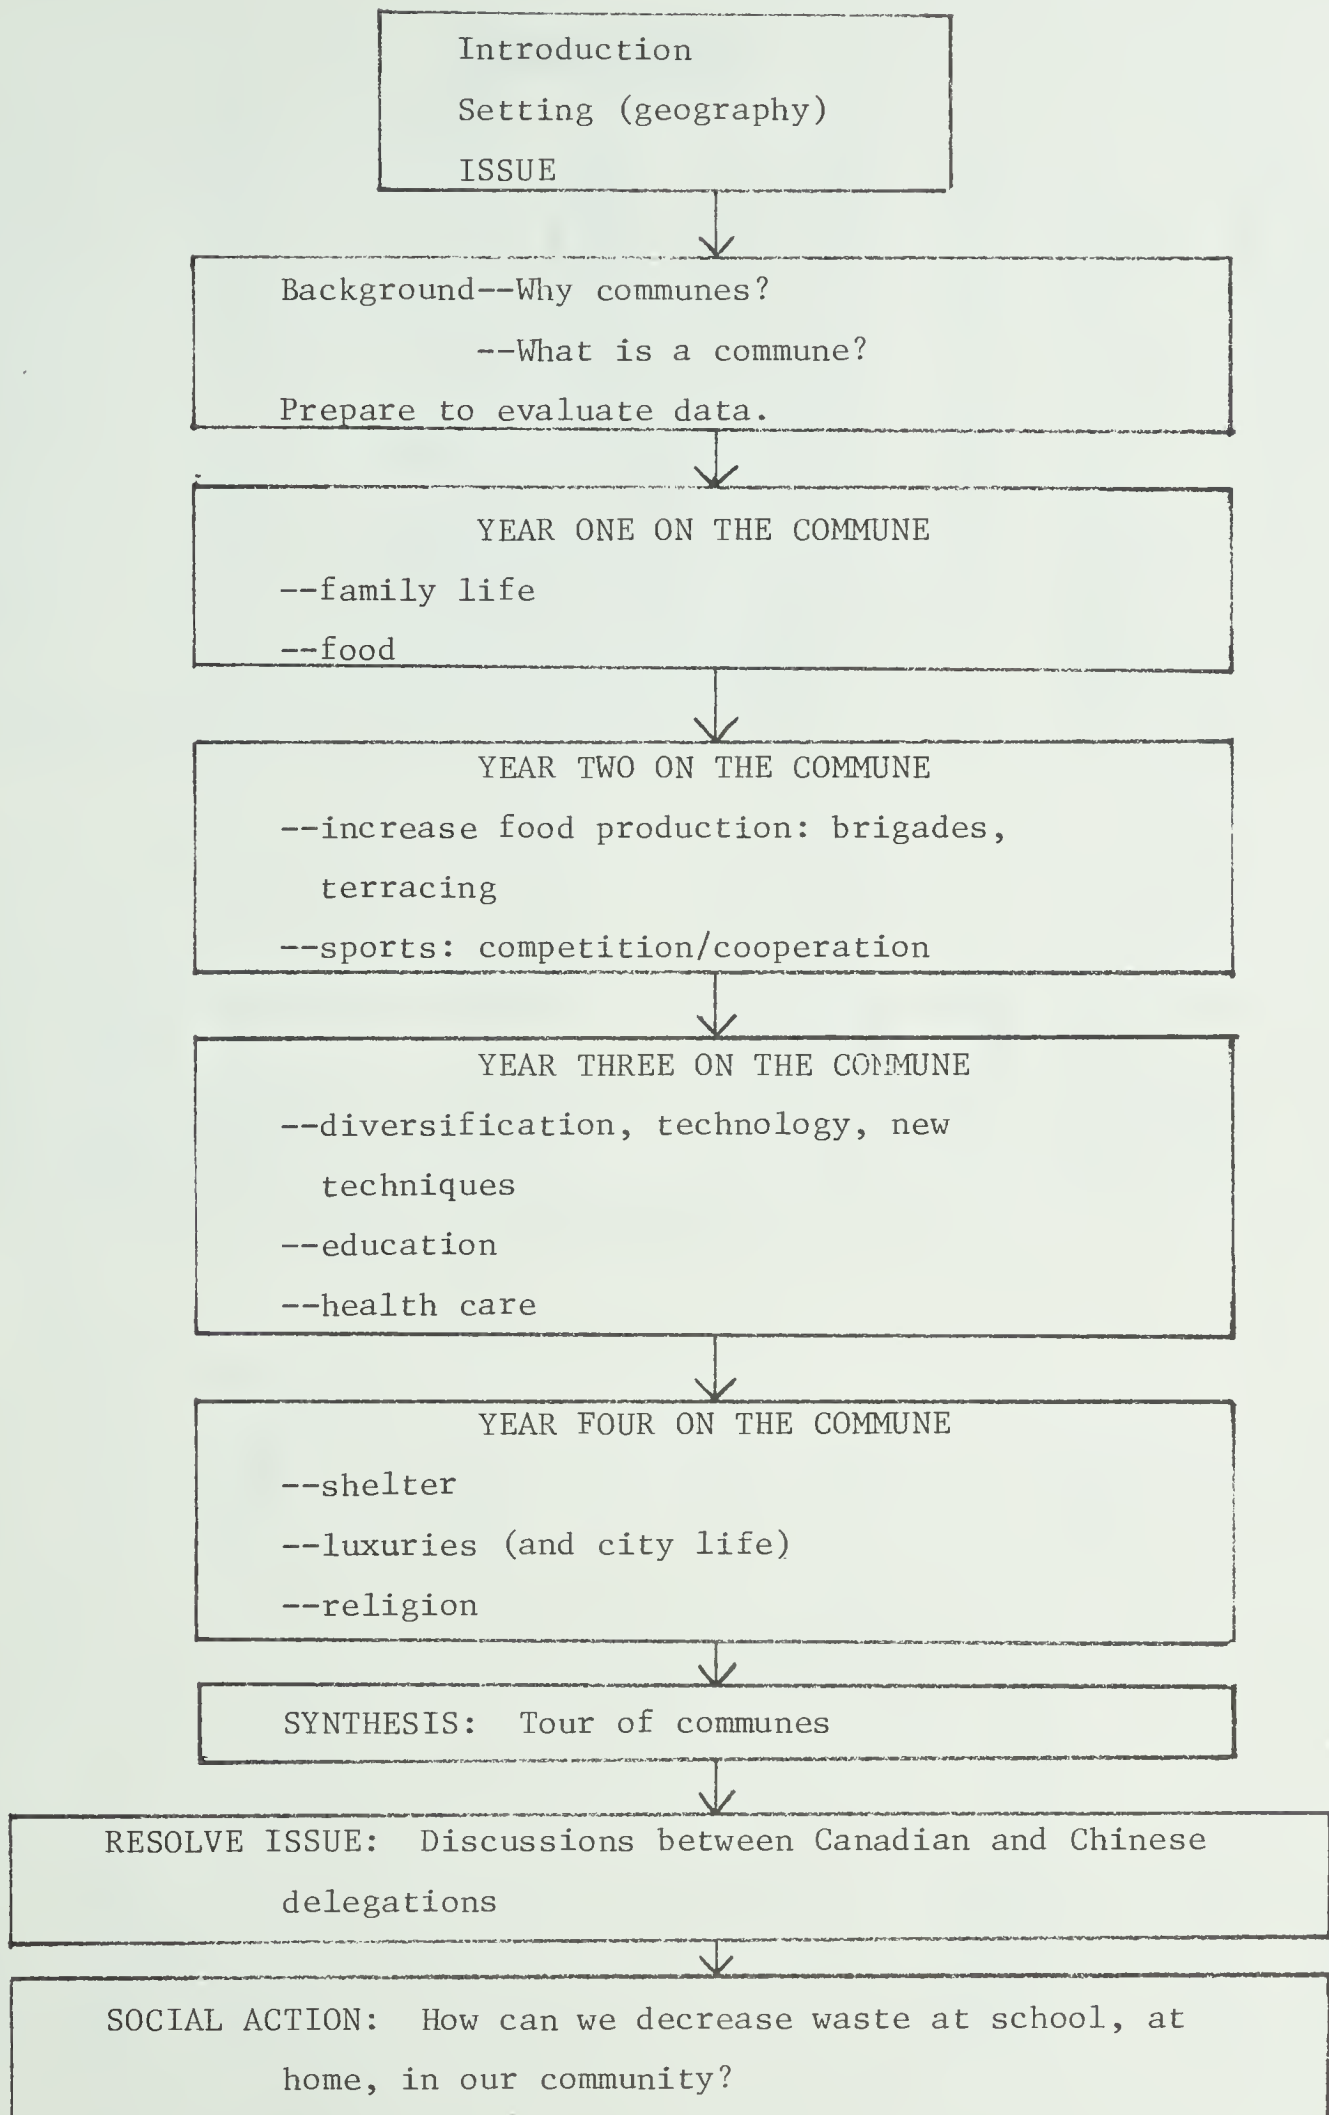 Introduction
Setting (geography)
ISSUE
Background--Why communes?
--What is a commune?
Prepare to evaluate data.
YEAR ONE ON THE COMMUNE
--family life
--food
YEAR TWO ON THE COMMUNE
--increase food production: brigades,
terracing
--sports: competition/cooperation
YEAR THREE ON THE COMMUNE
--diversification, technology, new
techniques
--education
--health care
YEAR FOUR ON THE COMMUNE
--shelter
--luxuries (and city life)
--religion
SYNTHESIS: Tour of communes
RESOLVE ISSUE: Discussions between Canadian and Chinese
delegations
SOCIAL ACTION: How can we decrease waste at school, at
home, in our community?